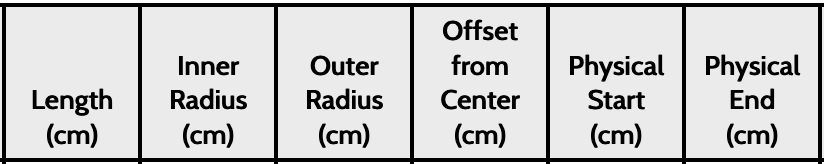 Length
(cm)
Inner
Radius
(cm)
Outer
Radius
(cm)
Offset
from
Center
(cm)
Physical
Start
(cm)
Physical
End
(cm)